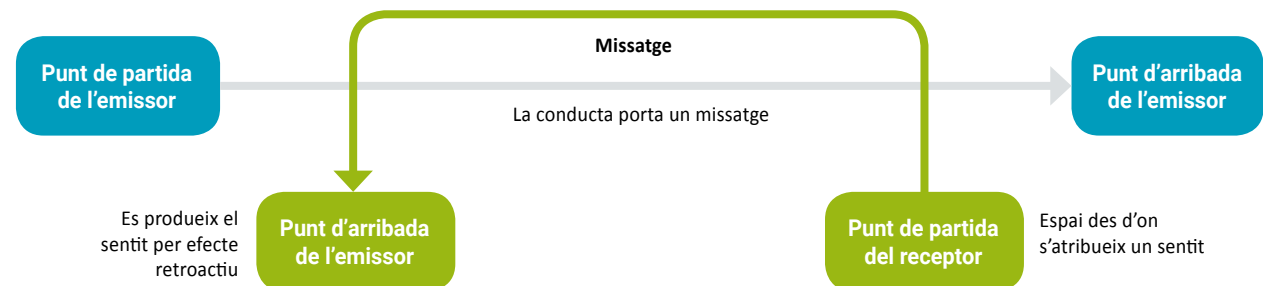 Missatge
Punt de partida
de l’emissor
Punt d’arribada
de l’emissor
La conducta porta un missatge
Es produeix el
sentit per efecte
retroactiu
Punt d’arribada
de l’emissor
Punt de partida
del receptor
Espai des d’on
s’atribueix un sentit